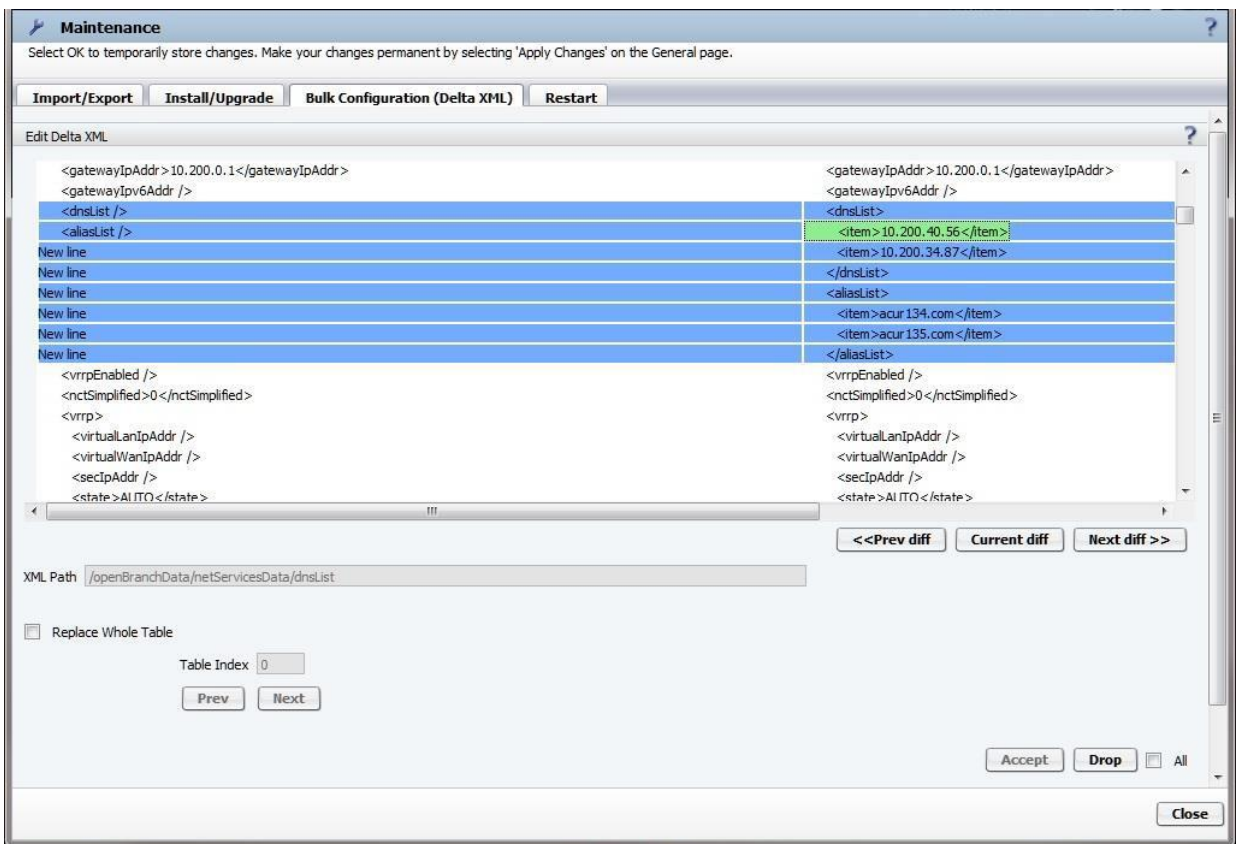 Maintenance
?
Select OK to temporarily store changes. Make your changes permanent by selecting 'Apply Changes' on the General page.
Import/Export Install/Upgrade Bulk Configuration (Delta XML) Restart
Edit Delta XML ?
<gatewayIpAddr>10.200.0.1</gatewayIpAddr> <gatewayIpAddr>10.200.0.1</gatewayIpAddr>
<gatewayIpv6Addr /> <gatewayIpv6Addr />
<dnsList /> <dnsList>
<aliasList /> <item>10.200.40.56</item>
New line <item>10.200.34.87</item>
New line </dnsList>
New line <aliasList>
New line <item>acur134.com</item>
New line <item>acur135.com</item>
New line </aliasList>
<vrrpEnabled /> <vrrpEnabled />
<nctSimplified>0</nctSimplified> <nctSimplified>0</nctSimplified>
<vrrp> <vrrp>
<virtualLanIpAddr /> <virtualLanIpAddr />
<virtualWanIpAddr /> <virtualWanIpAddr />
<secIpAddr /> <secIpAddr />
<state>AUTO</state> <state>AUTO</state>
<<Prev diff Current diff Next diff >>
XML Path /openBranchData/netServicesData/dnsList
Replace Whole Table
Table Index 0
Prev Next
Accept Drop All
Close